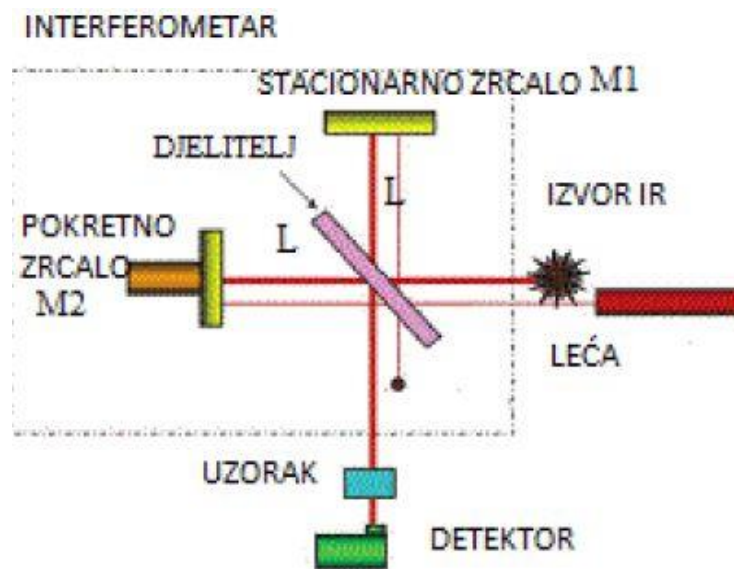 INTERFEROMETAR
STACIONARNO ZRCALO M1
DJELITELJ
L
IZVOR IR
POKRETNO
L
ZRCALO
M2
LEĆA
UZORAK
DETEKTOR